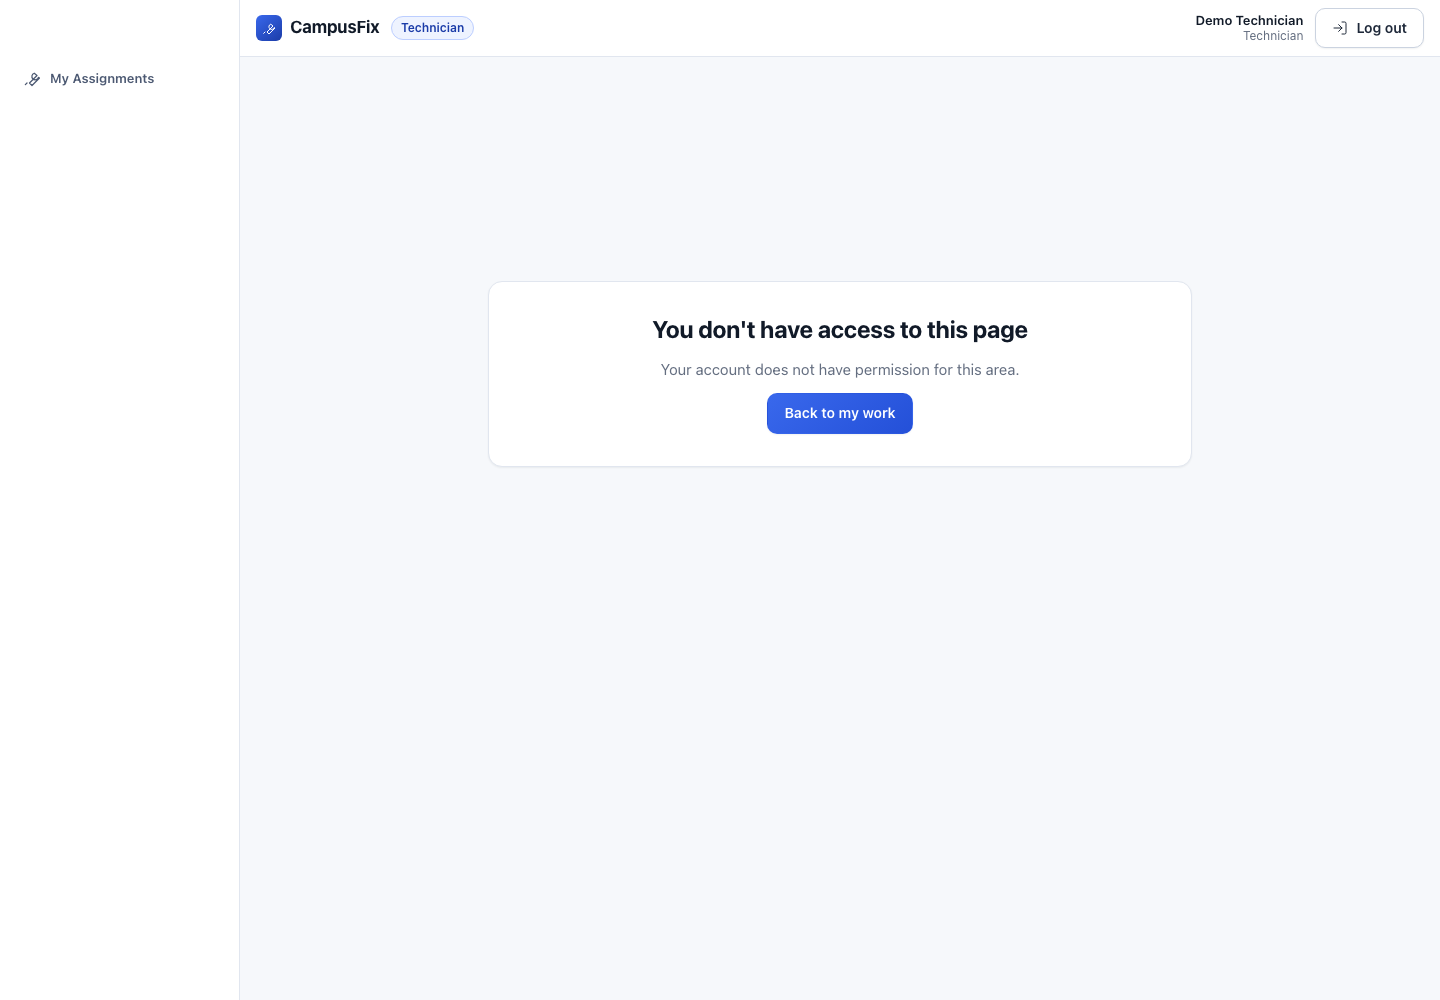 CampusFix
Technician
Demo Technician
Technician
Log out
My Assignments
You don't have access to this page
Your account does not have permission for this area.
Back to my work